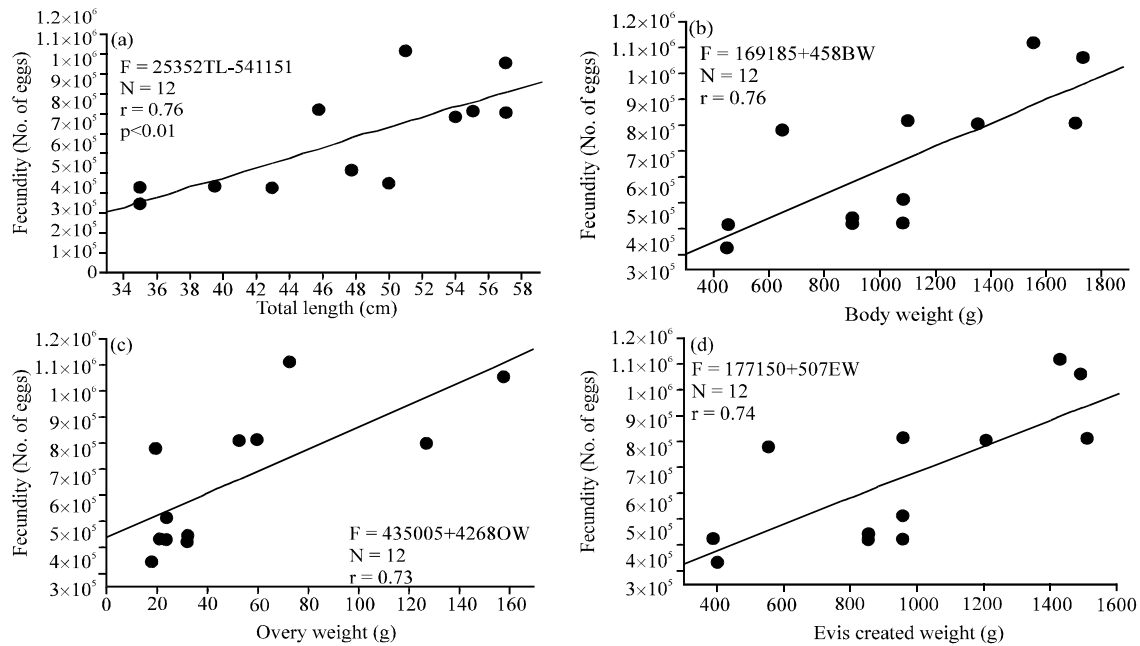 1.2×10⁶
1.1×10⁶
1×10⁶
9×10⁵
8×10⁵
7×10⁵
6×10⁵
5×10⁵
4×10⁵
3×10⁵
2×10⁵
1×10⁵
0
Fecundity (No. of eggs)
(a)
F = 25352TL-541151
N = 12
r = 0.76
p<0.01
34 36 38 40 42 44 46 48 50 52 54 56 58
Total length (cm)
1.2×10⁶
1.1×10⁶
1×10⁶
9×10⁵
8×10⁵
7×10⁵
6×10⁵
5×10⁵
4×10⁵
3×10⁵
Fecundity (No. of eggs)
(b)
F = 169185+458BW
N = 12
r = 0.76
400 600 800 1000 1200 1400 1600 1800
Body weight (g)
1.2×10⁶
1.1×10⁶
1×10⁶
9×10⁵
8×10⁵
7×10⁵
6×10⁵
5×10⁵
4×10⁵
3×10⁵
Fecundity (No. of eggs)
(c)
F = 435005+4268OW
N = 12
r = 0.73
0 20 40 60 80 100 120 140 160
Overy weight (g)
1.2×10⁶
1.1×10⁶
1×10⁶
9×10⁵
8×10⁵
7×10⁵
6×10⁵
5×10⁵
4×10⁵
3×10⁵
Fecundity (No. of eggs)
(d)
F = 177150+507EW
N = 12
r = 0.74
400 600 800 1000 1200 1400 1600
Evis created weight (g)